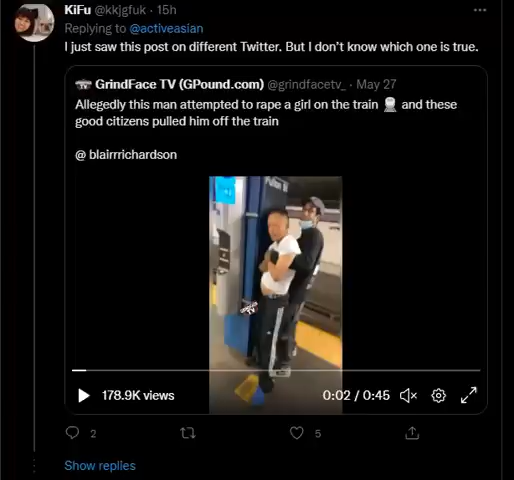 KiFu @kkjgfuk · 15h
Replying to @activeasian
I just saw this post on different Twitter. But I don't know which one is true.
GrindFace TV (GPound.com) @grindfacetv_ · May 27
Allegedly this man attempted to rape a girl on the train 🚆 and these
good citizens pulled him off the train
@ blairrrichardson
178.9K views
0:02 / 0:45
2
5
Show replies